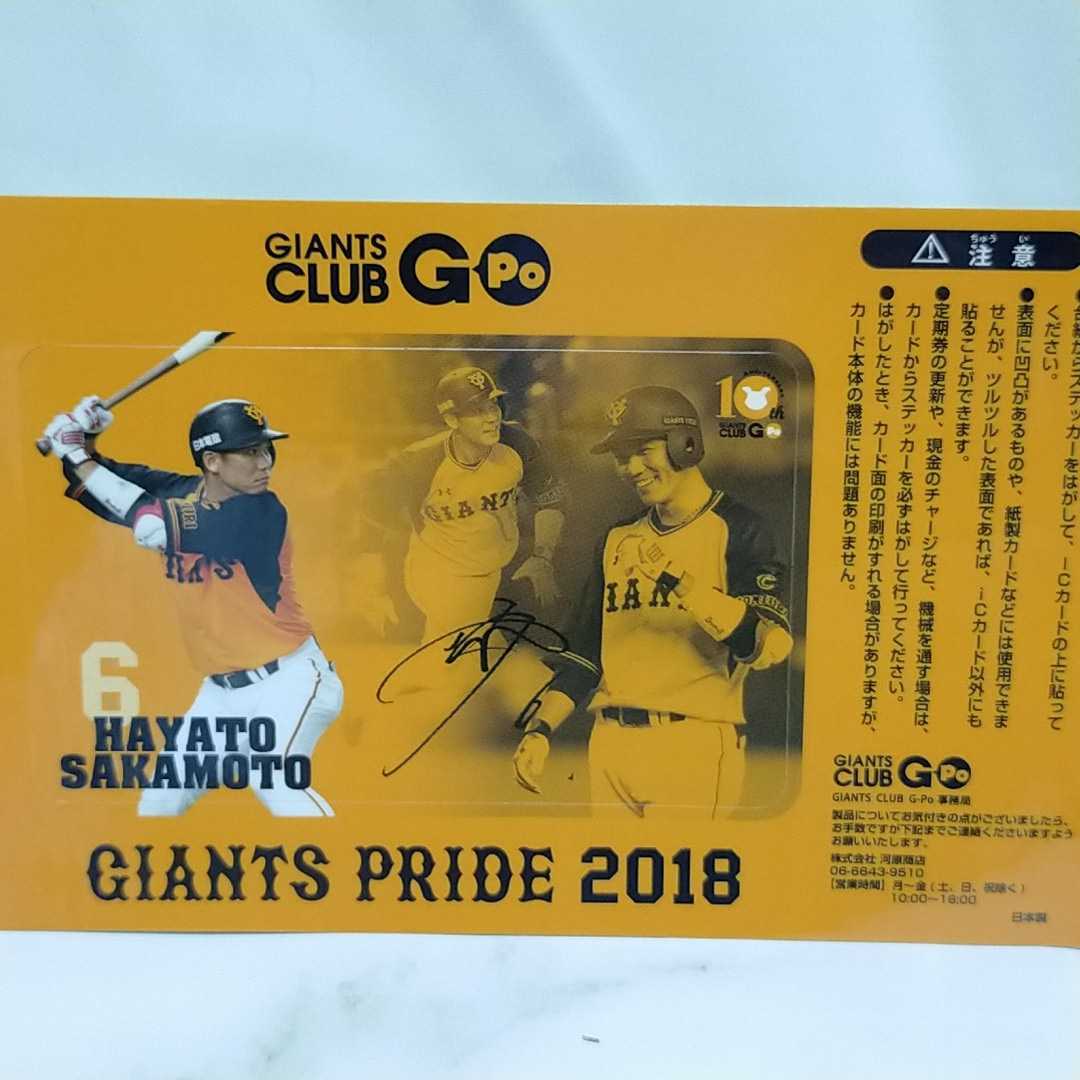 GIANTS
CLUB G-Po
10th
ANNIVERSARY
GIANTS
CLUB G-Po
日本電設
GIANTS
GIANTS
6
HAYATO
SAKAMOTO
GIANTS PRIDE 2018
注意
ちゅうい
台紙からステッカーをはがして、ICカードの上に貼って
ください。
●表面に凹凸があるものや、紙製カードなどには使用できま
せんが、ツルツルした表面であれば、ICカード以外にも
貼ることができます。
●定期券の更新や、現金のチャージなど、機械を通す場合は、
カードからステッカーを必ずはがして行ってください。
●はがしたとき、カード面の印刷がすれる場合がありますが、
カード本体の機能には問題ありません。
GIANTS
CLUB G-Po
GIANTS CLUB G-Po 事務局
製品についてお気付きの点がございましたら、
お手数ですが下記までご連絡くださいますよう
お願いいたします。
株式会社 河原商店
06-6643-9510
【営業時間】月〜金(土、日、祝除く)
10:00〜16:00
日本製